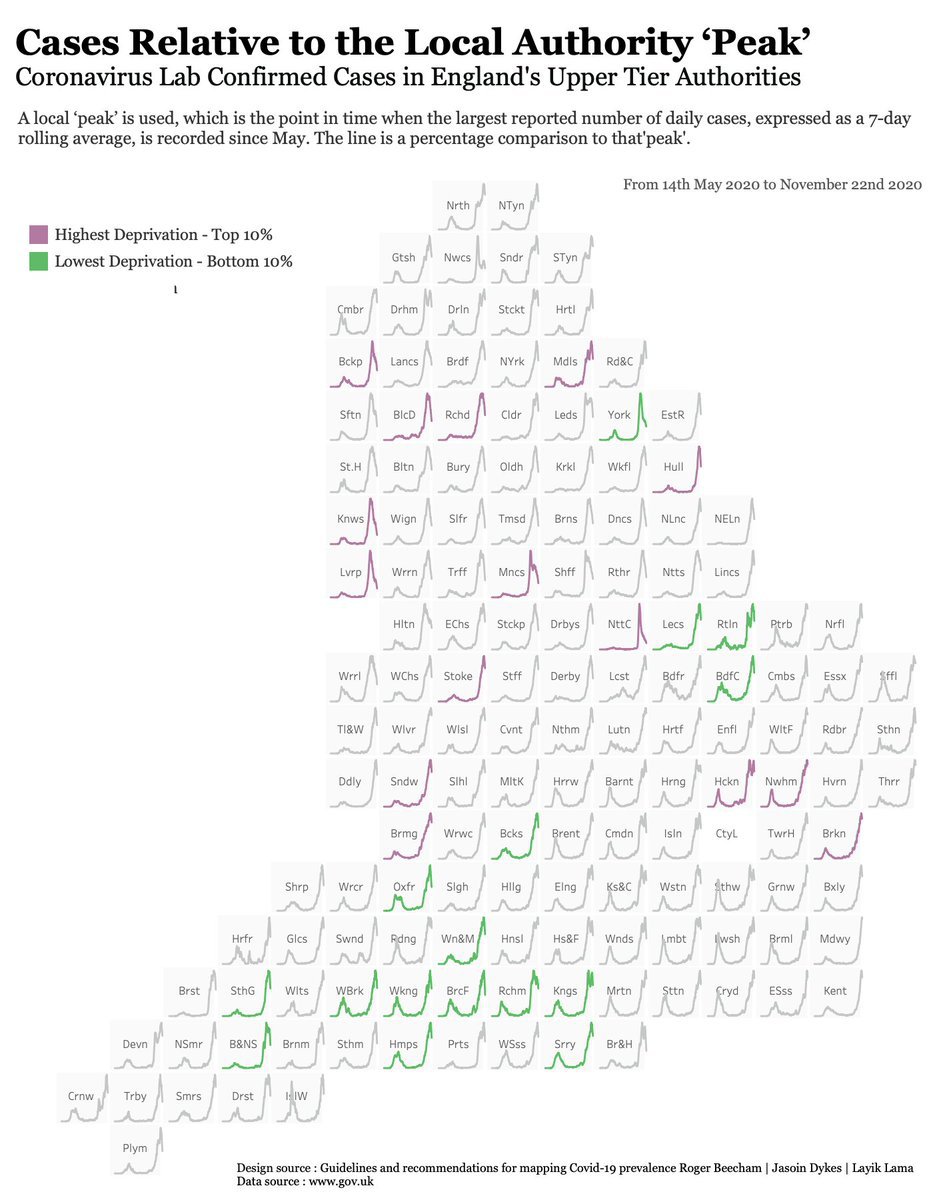 Cases Relative to the Local Authority ‘Peak’
Coronavirus Lab Confirmed Cases in England's Upper Tier Authorities
A local ‘peak’ is used, which is the point in time when the largest reported number of daily cases, expressed as a 7-day
rolling average, is recorded since May. The line is a percentage comparison to that'peak'.
From 14th May 2020 to November 22nd 2020
Highest Deprivation - Top 10%
Lowest Deprivation - Bottom 10%
Nrth NTyn
Gtsh Nwcs Sndr STyn
Cmbr Drhm Drln Stckt Hrtl
Bckp Lancs Brdf NYrk Mdls Rd&C
Sftn BlcD Rchd Cldr Leds York EstR
St.H Bltn Bury Oldh Krkl Wkfl Hull
Knws Wign Slfr Tmsd Brns Dncs NLnc NELn
Lvrp Wrrn Trff Mncs Shff Rthr Ntts Lincs
Hltn EChs Stckp Drbys NttC Lecs Rtln Ptrb Nrfl
Wrrl WChs Stoke Stff Derby Lcst Bdfr BdfC Cmbs Essx Sffl
Tl&W Wlvr Wlsl Cvnt Nthm Lutn Hrtf Enfl WltF Rdbr Sthn
Ddly Sndw Slhl MltK Hrrw Barnt Hrng Hckn Nwhm Hvrn Thrr
Brmg Wrwc Bcks Brent Cmdn Isln CtyL TwrH Brkn
Shrp Wrcr Oxfr Slgh Hllg Elng Ks&C Wstn Sthw Grnw Bxly
Hrfr Glcs Swnd Rdng Wn&M Hnsl Hs&F Wnds Lmbt Lwsh Brml Mdwy
Brst SthG Wlts WBrk Wkng BrcF Rchm Kngs Mrtn Sttn Cryd ESss Kent
Devn NSmr B&NS Brnm Sthm Hmps Prts WSss Srry Br&H
Crnw Trby Smrs Drst IslW
Plym
Design source : Guidelines and recommendations for mapping Covid-19 prevalence Roger Beecham | Jasoin Dykes | Layik Lama
Data source : www.gov.uk